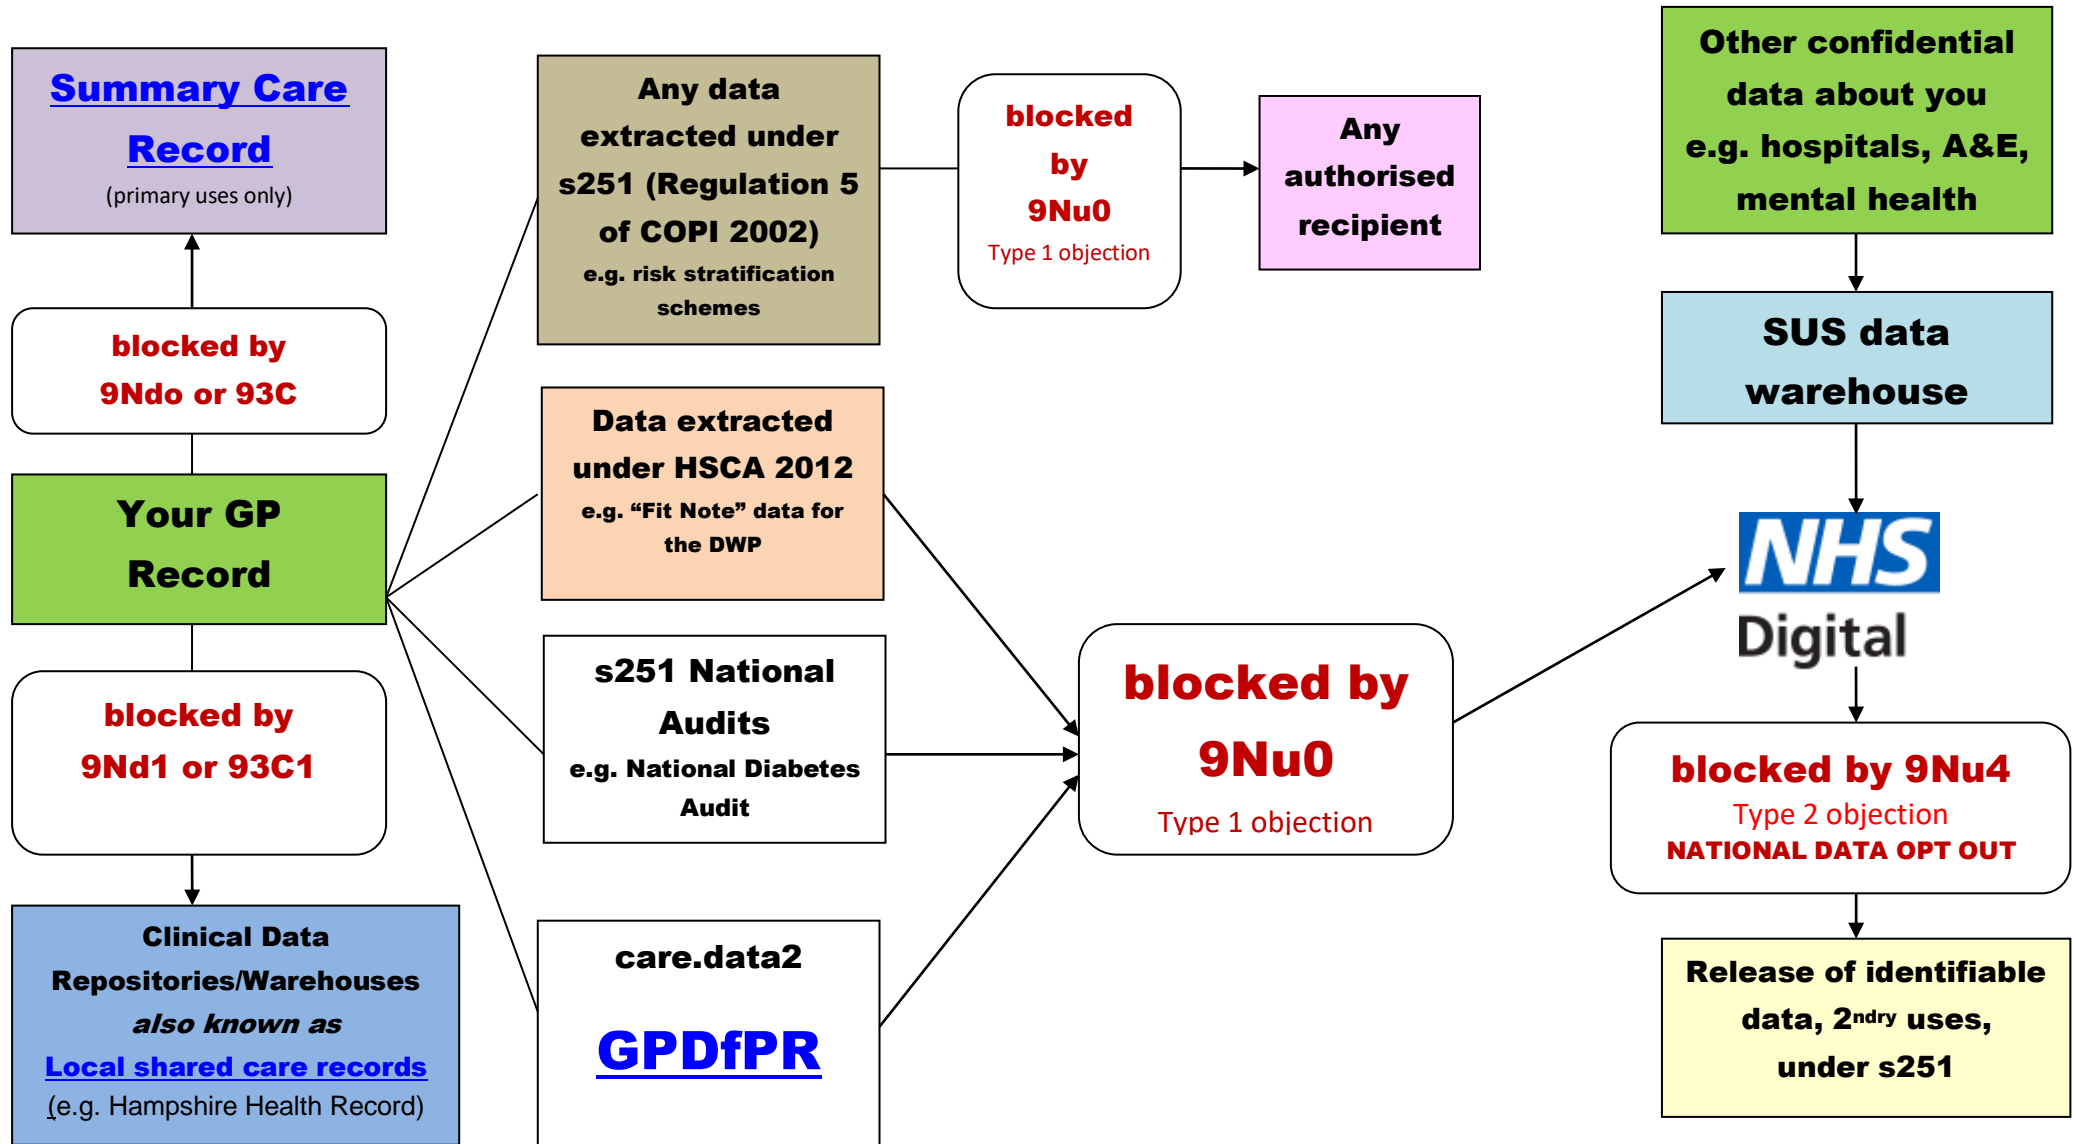 Summary Care
Record
(primary uses only)
blocked by
9Ndo or 93C
Your GP
Record
blocked by
9Nd1 or 93C1
Clinical Data
Repositories/Warehouses
also known as
Local shared care records
(e.g. Hampshire Health Record)
Any data
extracted under
s251 (Regulation 5
of COPI 2002)
e.g. risk stratification
schemes
blocked
by
9Nu0
Type 1 objection
Any
authorised
recipient
Data extracted
under HSCA 2012
e.g. “Fit Note” data for
the DWP
s251 National
Audits
e.g. National Diabetes
Audit
care.data2
GPDfPR
blocked by
9Nu0
Type 1 objection
Other confidential
data about you
e.g. hospitals, A&E,
mental health
SUS data
warehouse
NHS
Digital
blocked by 9Nu4
Type 2 objection
NATIONAL DATA OPT OUT
Release of identifiable
data, 2ndry uses,
under s251